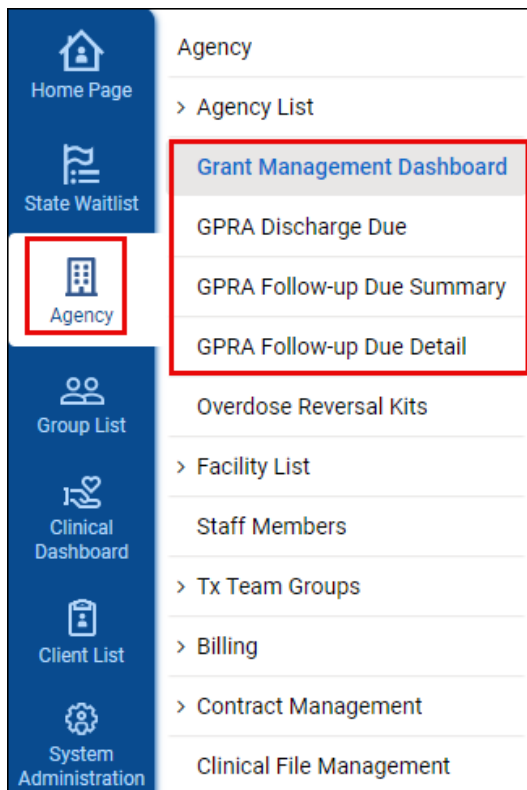 Home Page
State Waitlist
Agency
Group List
Clinical
Dashboard
Client List
System
Administration
Agency
> Agency List
Grant Management Dashboard
GPRA Discharge Due
GPRA Follow-up Due Summary
GPRA Follow-up Due Detail
Overdose Reversal Kits
> Facility List
Staff Members
> Tx Team Groups
> Billing
> Contract Management
Clinical File Management